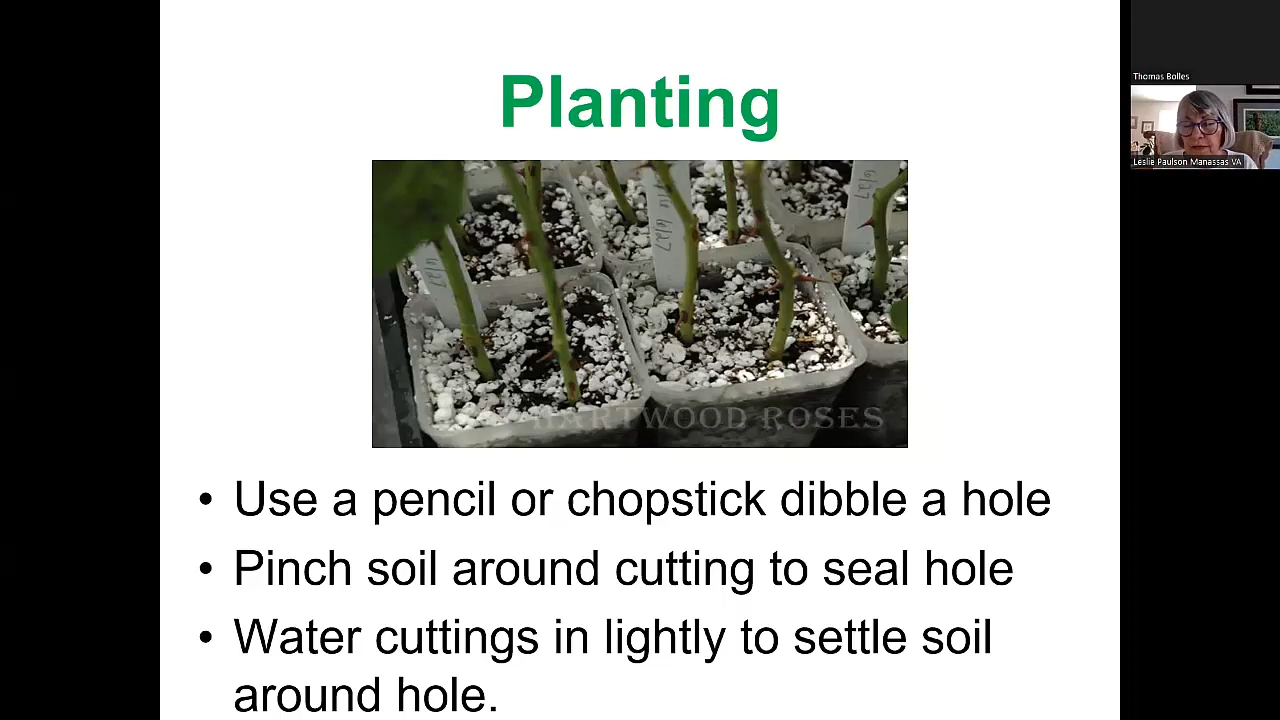 Planting
HARTWOOD ROSES
• Use a pencil or chopstick dibble a hole
• Pinch soil around cutting to seal hole
• Water cuttings in lightly to settle soil
around hole.
Thomas Bolles
Leslie Paulson Manassas VA